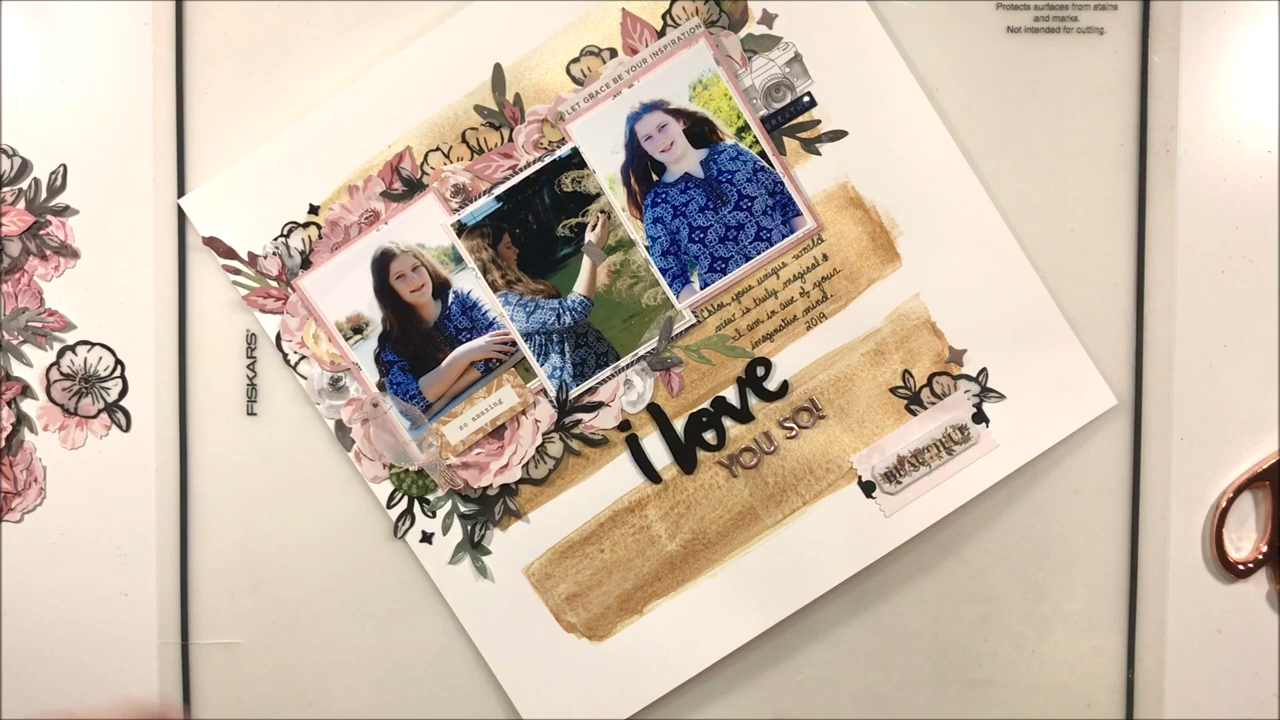 Protects surfaces from stains
and marks.
Not intended for cutting.
LET GRACE BE YOUR INSPIRATION
BREATHE
FISKARS®
Chloe, your unique world
view is truly magical &
I am in awe of your
imaginative mind.
2019
so amazing
i love
YOU SO!